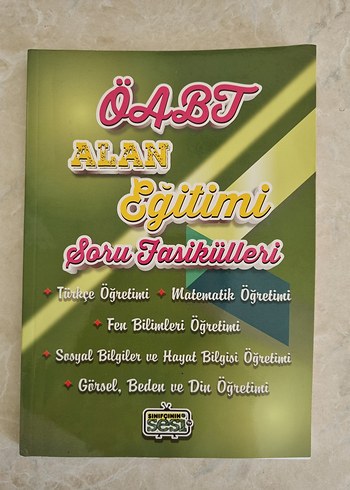 ÖABT
ALAN
Eğitimi
Soru Fasikülleri
Türkçe Öğretimi Matematik Öğretimi
Fen Bilimleri Öğretimi
Sosyal Bilgiler ve Hayat Bilgisi Öğretimi
Görsel, Beden ve Din Öğretimi
SINIFÇININ
sesi